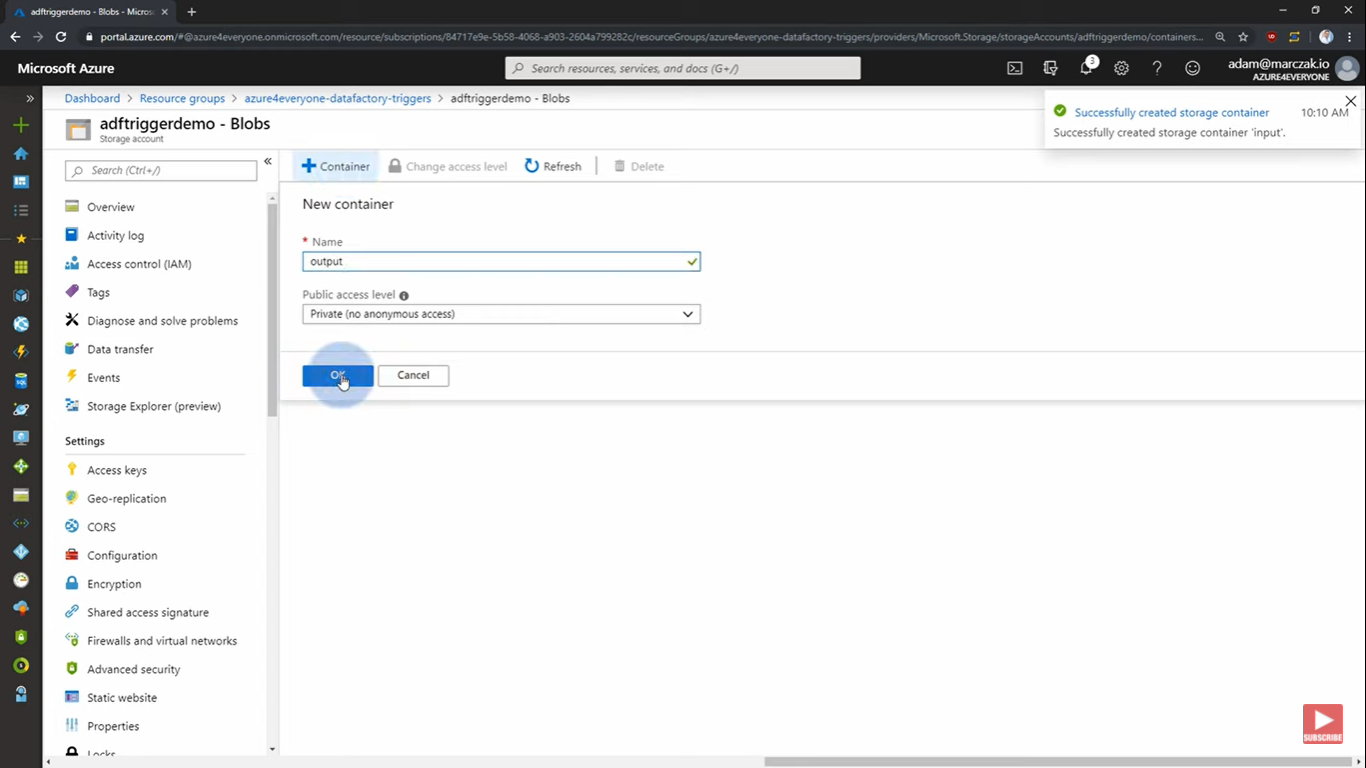 adftriggerdemo - Blobs - Micros
portal.azure.com/#@azure4everyone.onmicrosoft.com/resource/subscriptions/84717e9e-5b58-4068-a903-2604a799282c/resourceGroups/azure4everyone-datafactory-triggers/providers/Microsoft.Storage/storageAccounts/adftriggerdemo/containers...
Microsoft Azure
Search resources, services, and docs (G+/)
3
adam@marczak.io
AZURE4EVERYONE
Dashboard > Resource groups > azure4everyone-datafactory-triggers > adftriggerdemo - Blobs
adftriggerdemo - Blobs
Storage account
Successfully created storage container 10:10 AM
Successfully created storage container 'input'.
Search (Ctrl+/)
Container
Change access level
Refresh
Delete
Overview
Activity log
Access control (IAM)
Tags
Diagnose and solve problems
Data transfer
Events
Storage Explorer (preview)
Settings
Access keys
Geo-replication
CORS
Configuration
Encryption
Shared access signature
Firewalls and virtual networks
Advanced security
Static website
Properties
Locks
New container
* Name
output
Public access level
Private (no anonymous access)
OK
Cancel
SUBSCRIBE